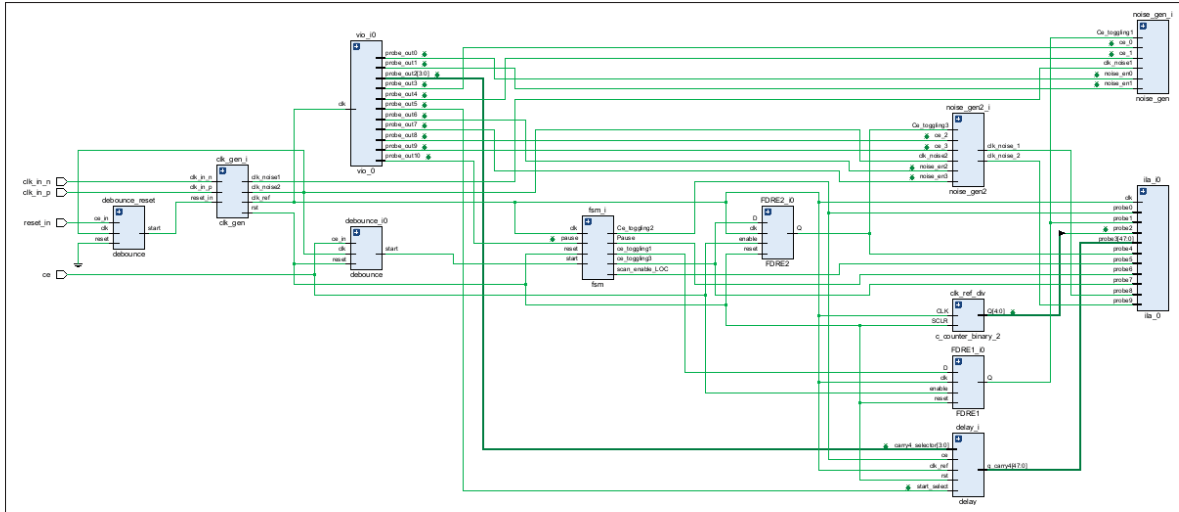 clk_in_n
clk_in_p
reset_in
ce
debounce_reset
ce_in
clk
reset
start
debounce
clk_gen_i
clk_in_n
clk_in_p
reset_in
clk_noise1
clk_noise2
clk_ref
rst
clk_gen
vio_i0
clk
probe_out0
probe_out1
probe_out2[3:0]
probe_out3
probe_out4
probe_out5
probe_out6
probe_out7
probe_out8
probe_out9
probe_out10
vio_0
debounce_i0
ce_in
clk
reset
start
debounce
fsm_i
clk
pause
reset
start
Ce_toggling2
Pause
ce_toggling1
ce_toggling3
scan_enable_LOC
fsm
FDRE2_i0
D
clk
enable
reset
Q
FDRE2
noise_gen_i
Ce_toggling1
ce_0
ce_1
clk_noise1
noise_en0
noise_en1
noise_gen
noise_gen2_i
Ce_toggling3
ce_2
ce_3
clk_noise2
noise_en2
noise_en3
clk_noise_1
clk_noise_2
noise_gen2
clk_ref_div
CLK
SCLR
Q[4:0]
c_counter_binary_2
FDRE1_i0
D
clk
enable
reset
Q
FDRE1
delay_i
carry4_selector[3:0]
ce
clk_ref
rst
start_select
q_carry4[47:0]
delay
ila_i0
clk
probe0
probe1
probe2
probe3[47:0]
probe4
probe5
probe6
probe7
probe8
probe9
ila_0